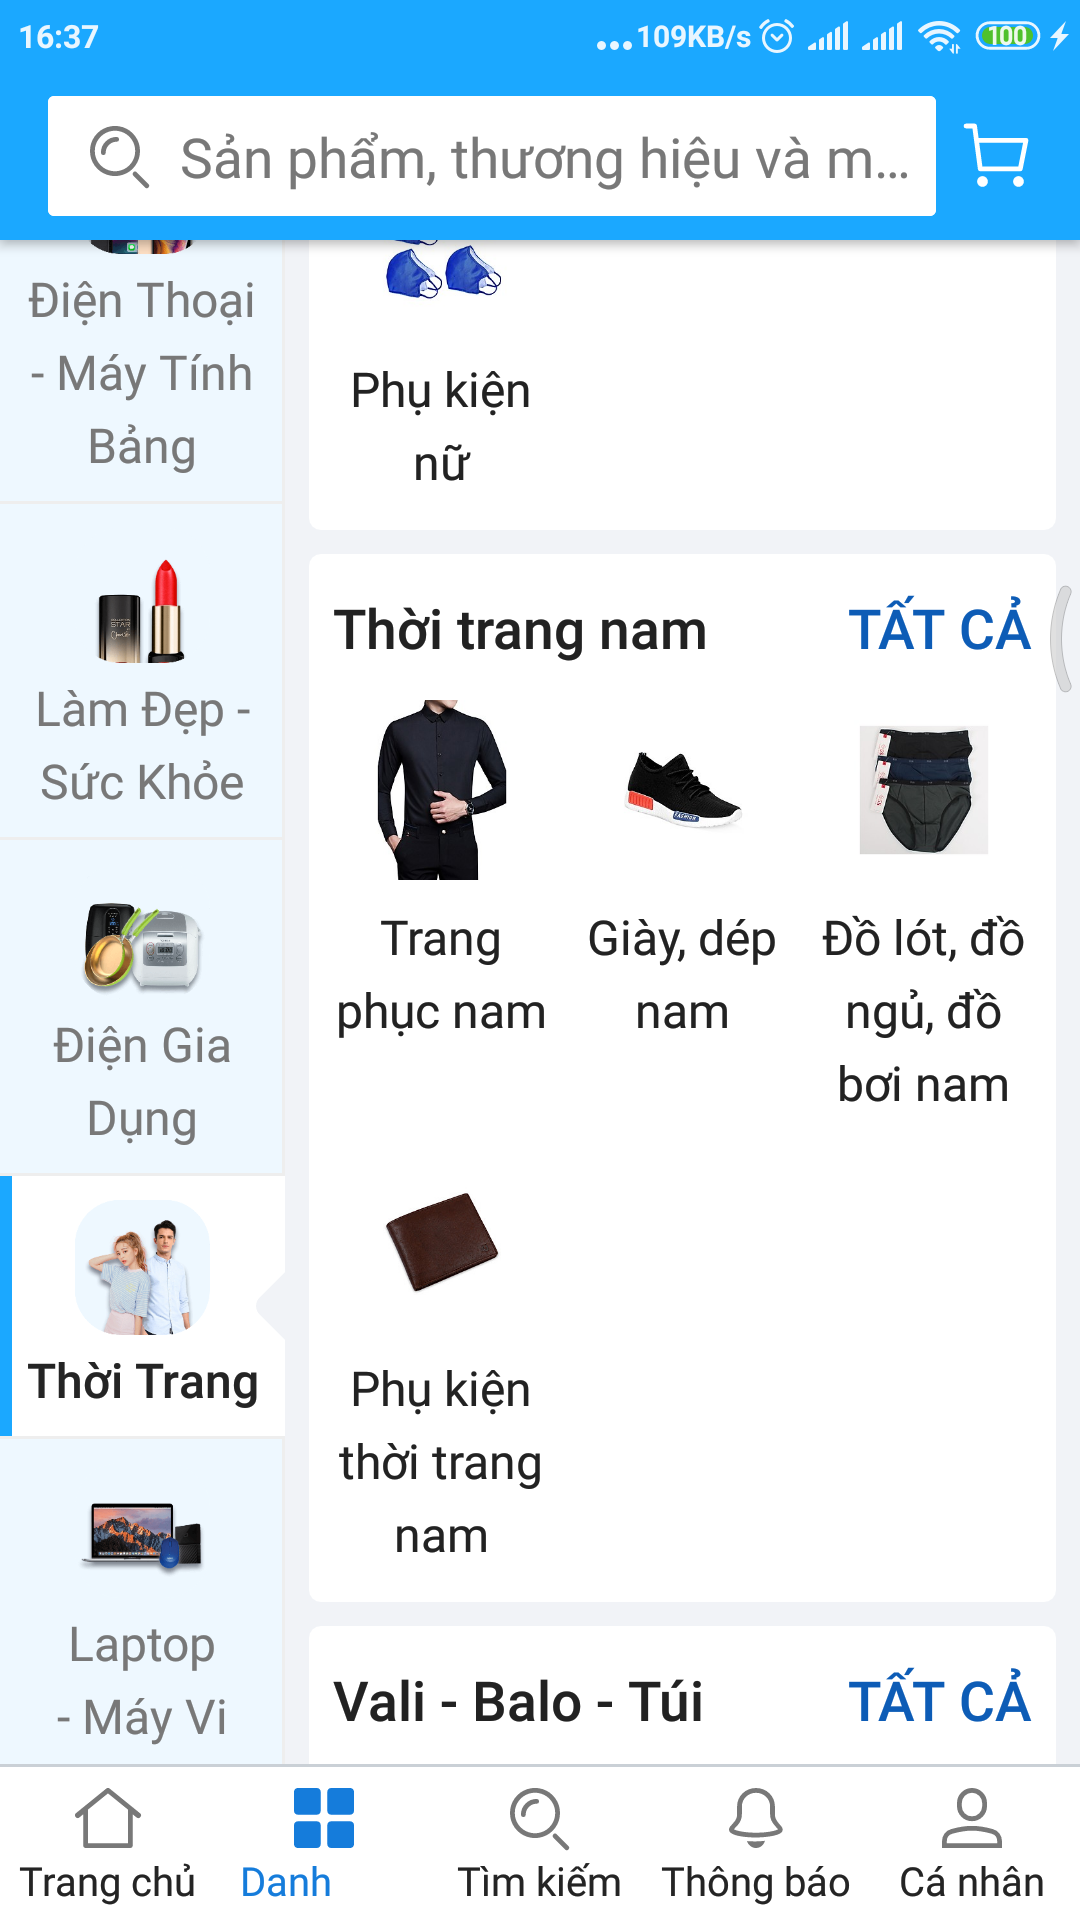 16:37
...109KB/s
100
Sản phẩm, thương hiệu và m...
Điện Thoại
- Máy Tính
Bảng
Làm Đẹp -
Sức Khỏe
Điện Gia
Dụng
Thời Trang
Laptop
- Máy Vi
Phụ kiện
nữ
Thời trang nam
TẤT CẢ
Trang
phục nam
Giày, dép
nam
Đồ lót, đồ
ngủ, đồ
bơi nam
Phụ kiện
thời trang
nam
Vali - Balo - Túi
TẤT CẢ
Trang chủ
Danh
Tìm kiếm
Thông báo
Cá nhân